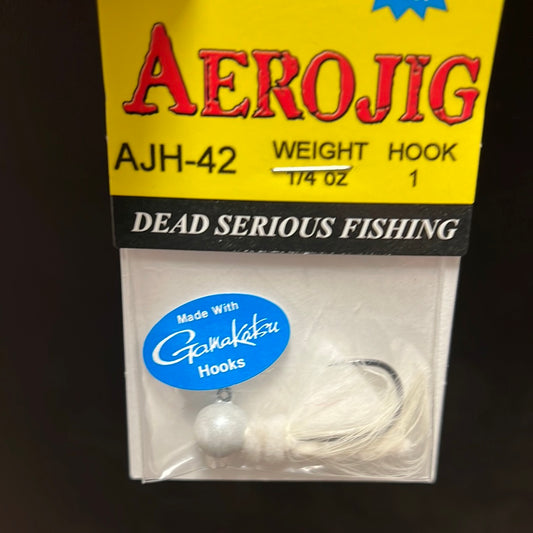 AEROJIG
AJH-42 WEIGHT HOOK
1/4 oz 1
DEAD SERIOUS FISHING
Made With
Gamakatsu
Hooks